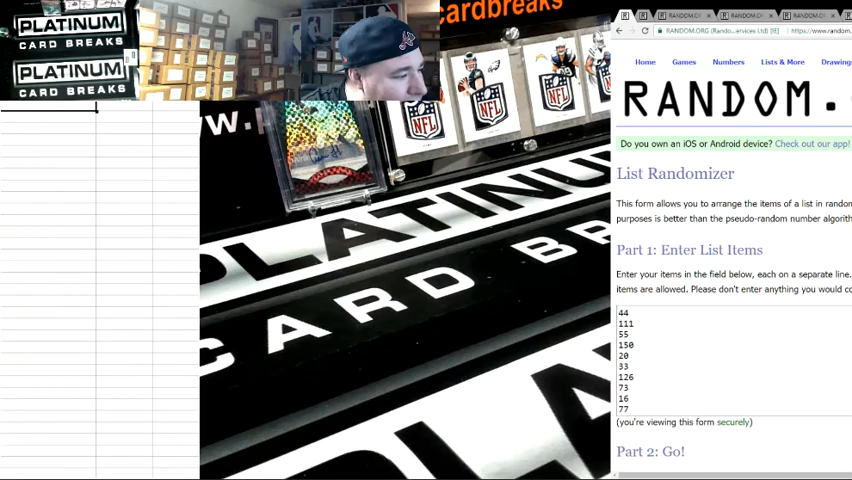 PLATINUM
CARD BREAKS
PLATINUM
CARD BREAKS
cardbreaks
NFL
NFL
NFL
PLATINUM
CARD BR
RANDOM.ORG (Rando...ervices Ltd) [IE]
https://www.random.
Home Games Numbers Lists & More Drawing
RANDOM.
Do you own an iOS or Android device? Check out our app!
List Randomizer
This form allows you to arrange the items of a list in random
purposes is better than the pseudo-random number algorith
Part 1: Enter List Items
Enter your items in the field below, each on a separate line.
items are allowed. Please don't enter anything you would co
44
111
55
150
20
33
126
73
16
77
(you're viewing this form securely)
Part 2: Go!